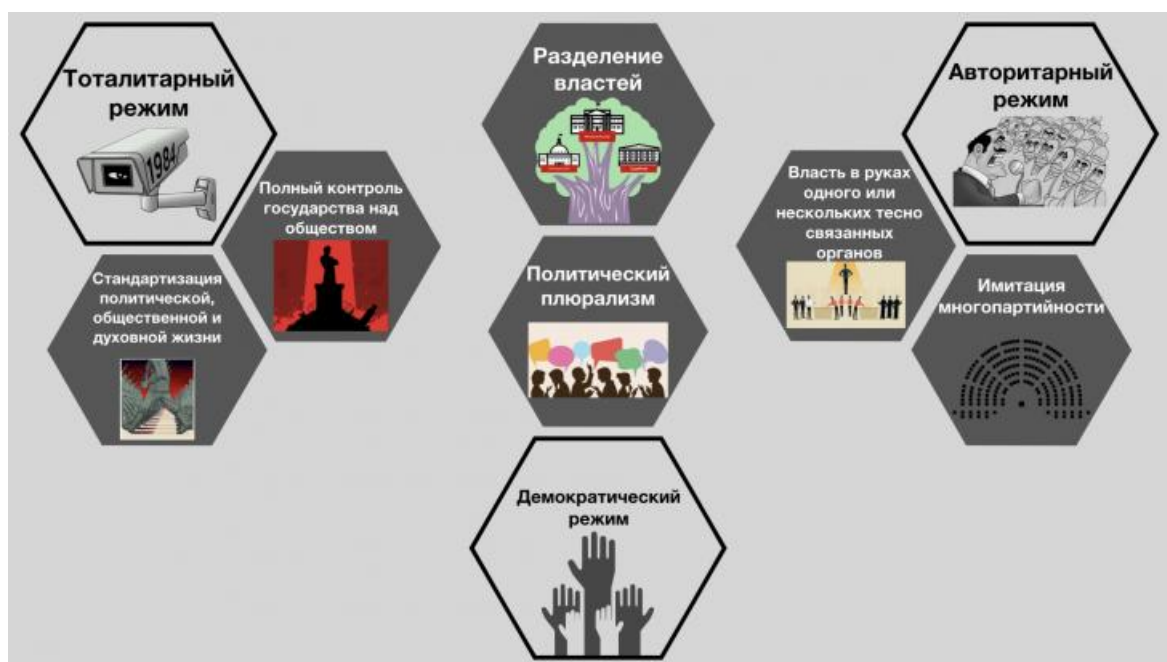 Тоталитарный
режим
1984
Полный контроль
государства над
обществом
Стандартизация
политической,
общественной и
духовной жизни
Разделение
властей
Политический
плюрализм
Демократический
режим
Авторитарный
режим
Власть в руках
одного или
нескольких тесно
связанных
органов
Имитация
многопартийности